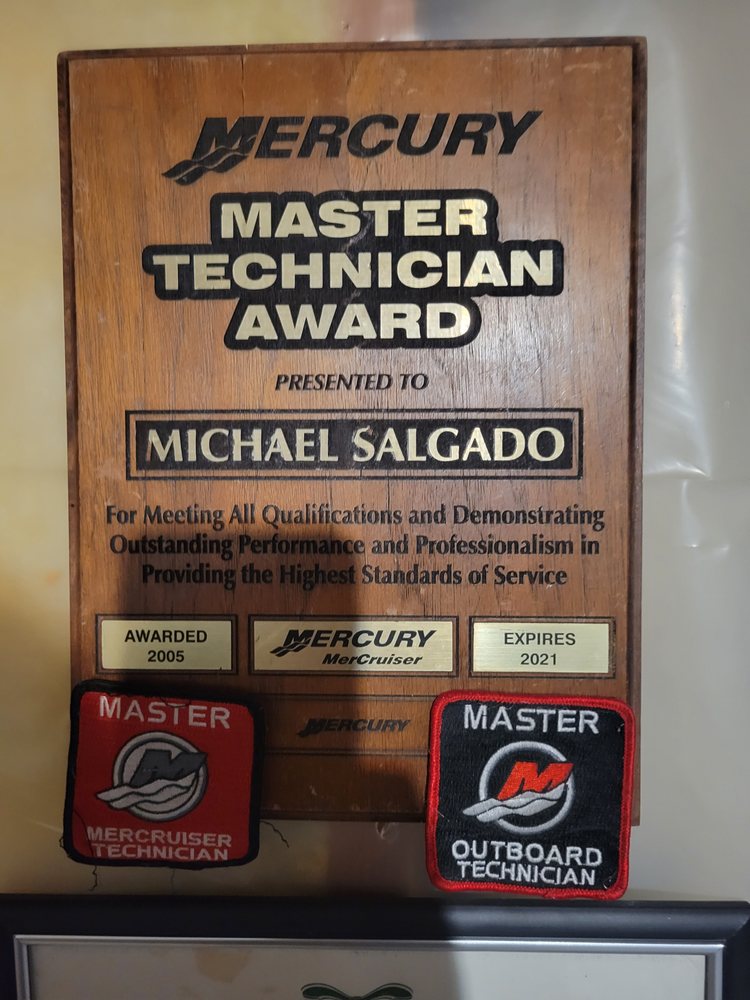 MERCURY
MASTER
TECHNICIAN
AWARD
PRESENTED TO
MICHAEL SALGADO
For Meeting All Qualifications and Demonstrating
Outstanding Performance and Professionalism in
Providing the Highest Standards of Service
AWARDED
2005
MERCURY
MerCruiser
EXPIRES
2021
MERCURY
MASTER
M
MERCRUISER
TECHNICIAN
MASTER
M
OUTBOARD
TECHNICIAN